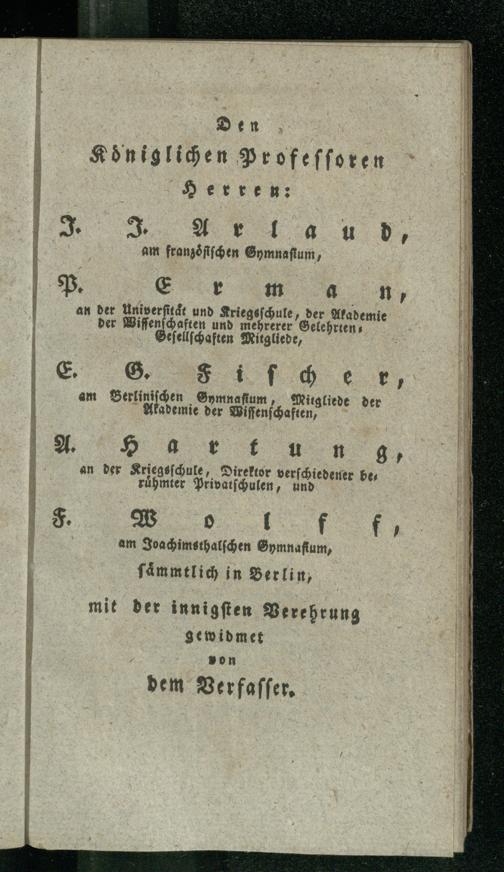 Den
Königlichen Professoren
Herren:
J. J. Arlaud,
am französischen Gymnasium,
P. Erman,
an der Universität und Kriegsschule, der Akademie
der Wissenschaften und mehrerer Gelehrten-
Gesellschaften Mitgliede,
E. G. Fischer,
am Berlinischen Gymnasium, Mitgliede der
Akademie der Wissenschaften,
A. Hartung,
an der Kriegsschule, Direktor verschiedener be-
rühmter Privatschulen, und
F. Wolff,
am Joachimsthalschen Gymnasium,
sämmtlich in Berlin,
mit der innigsten Verehrung
gewidmet
von
dem Verfasser.